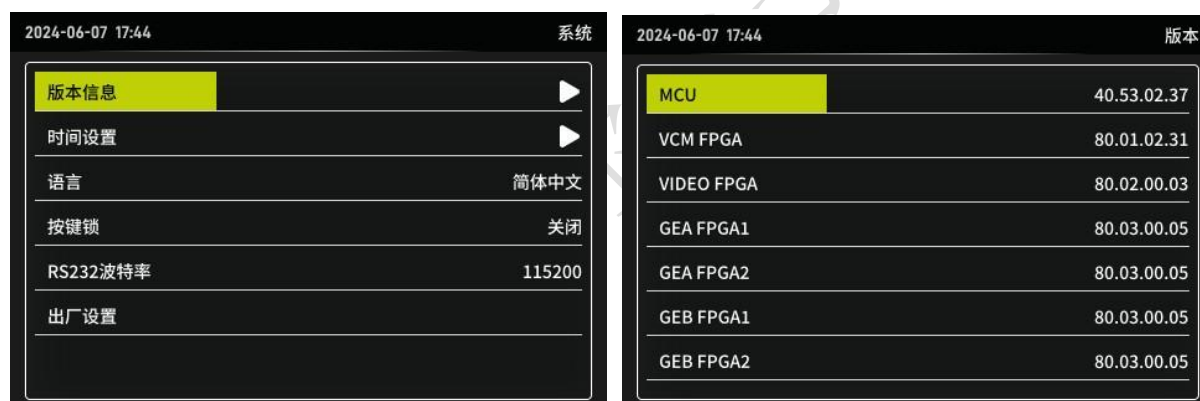 2024-06-07 17:44 系统
版本信息
时间设置
语言 简体中文
按键锁 关闭
RS232波特率 115200
出厂设置
2024-06-07 17:44 版本
MCU 40.53.02.37
VCM FPGA 80.01.02.31
VIDEO FPGA 80.02.00.03
GEA FPGA1 80.03.00.05
GEA FPGA2 80.03.00.05
GEB FPGA1 80.03.00.05
GEB FPGA2 80.03.00.05